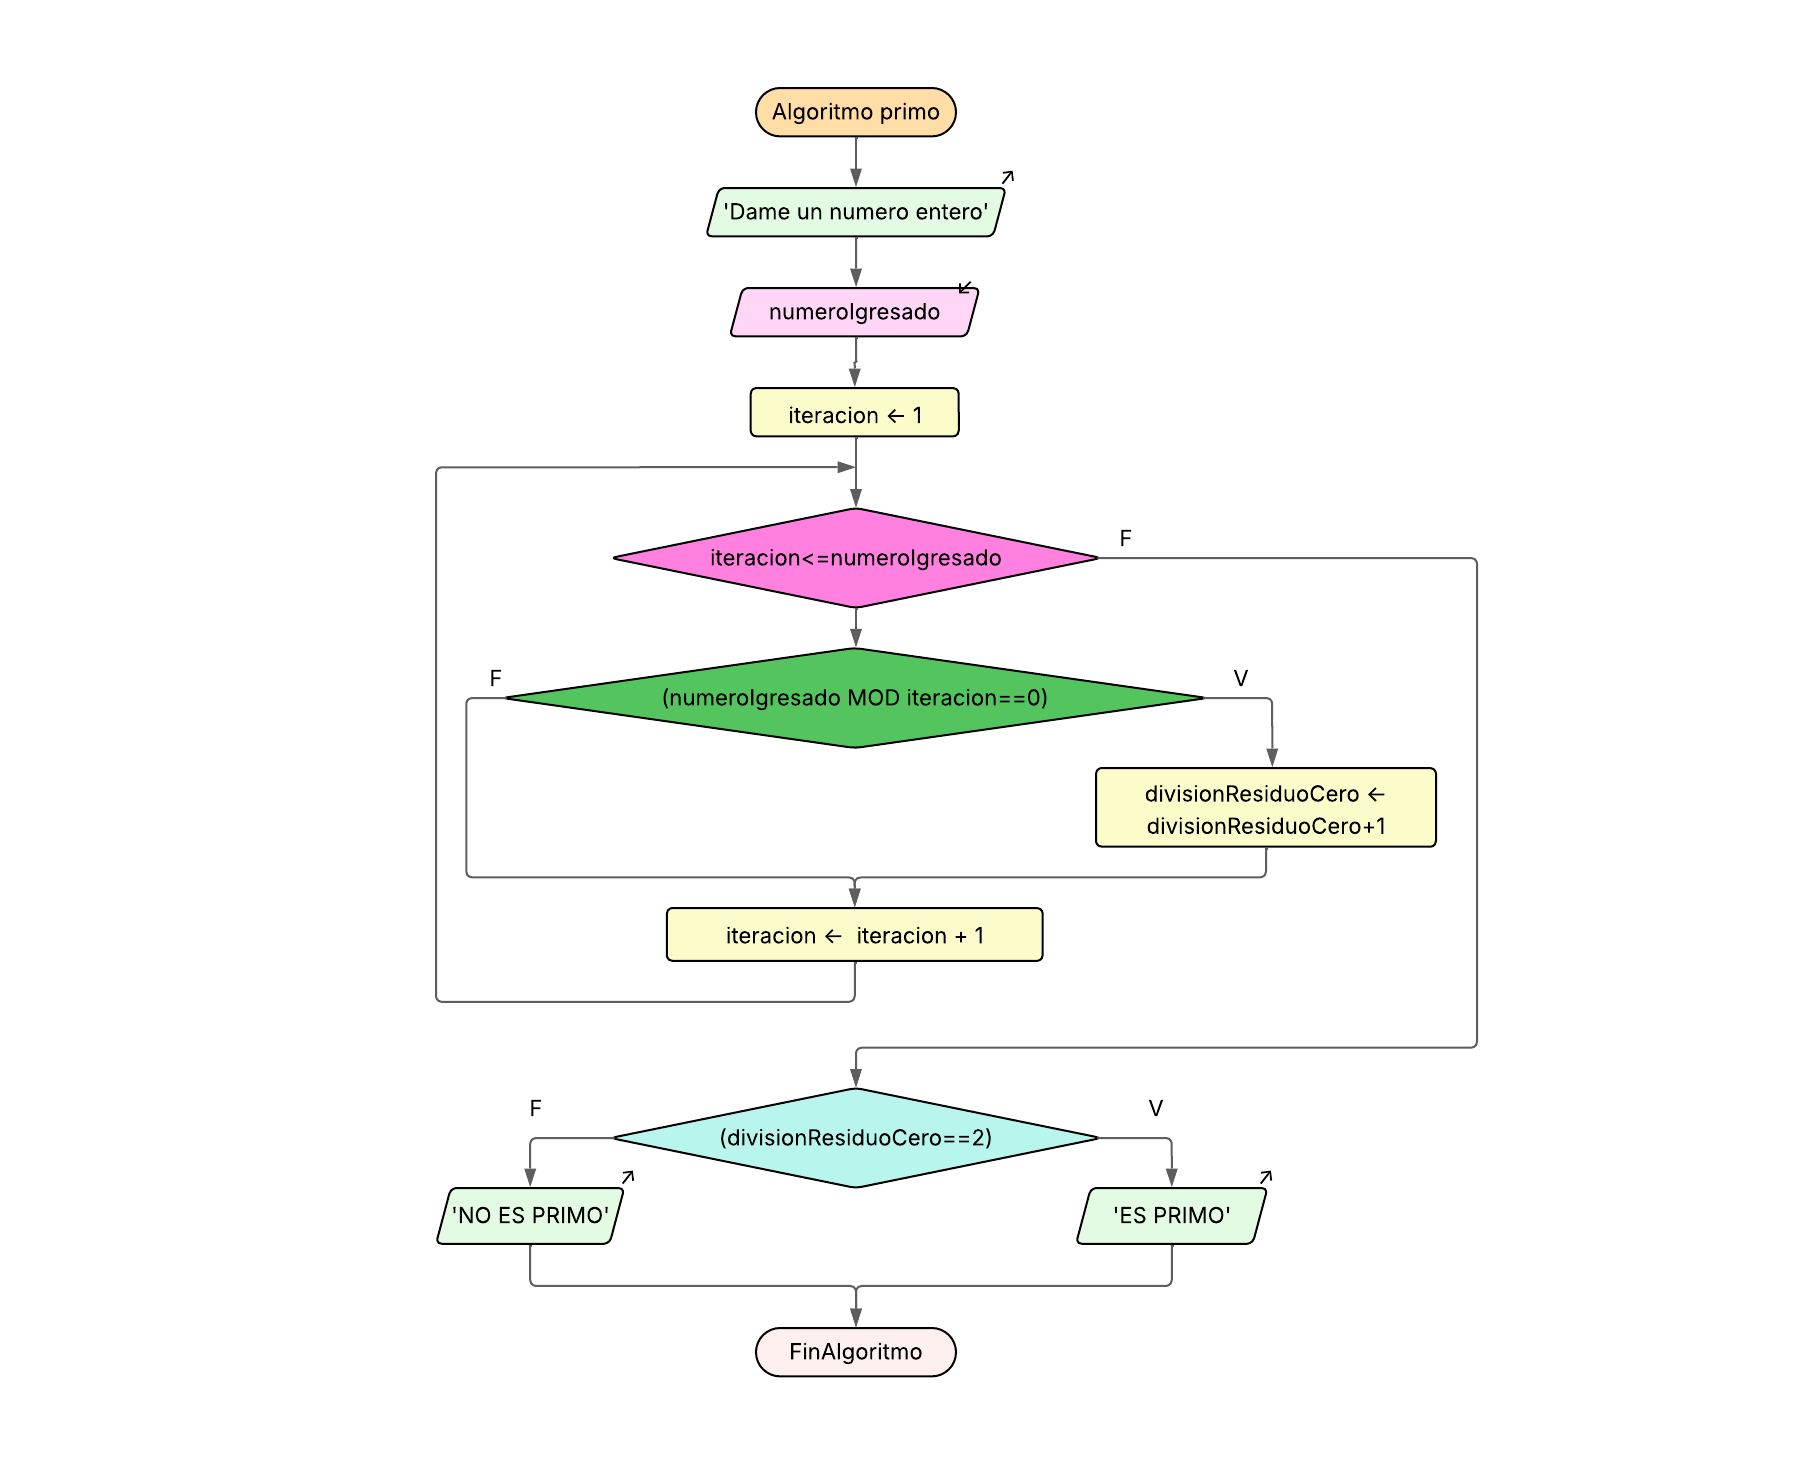 Algoritmo primo
'Dame un numero entero'
numeroIgresado
iteracion ← 1
iteracion<=numeroIgresado
F
(numeroIgresado MOD iteracion==0)
F
V
divisionResiduoCero ←
divisionResiduoCero+1
iteracion ← iteracion + 1
(divisionResiduoCero==2)
F
V
'NO ES PRIMO'
'ES PRIMO'
FinAlgoritmo